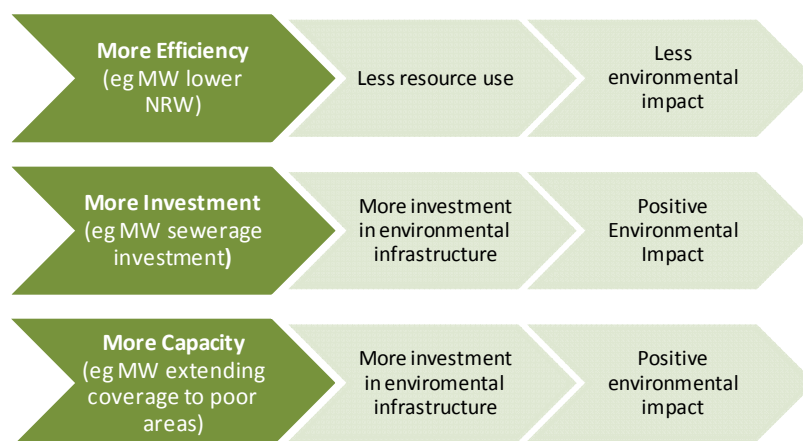 More Efficiency
(eg MW lower
NRW)
Less resource use
Less
environmental
impact
More Investment
(eg MW sewerage
investment)
More investment
in environmental
infrastructure
Positive
Environmental
Impact
More Capacity
(eg MW extending
coverage to poor
areas)
More investment
in enviromental
infrastructure
Positive
environmental
impact